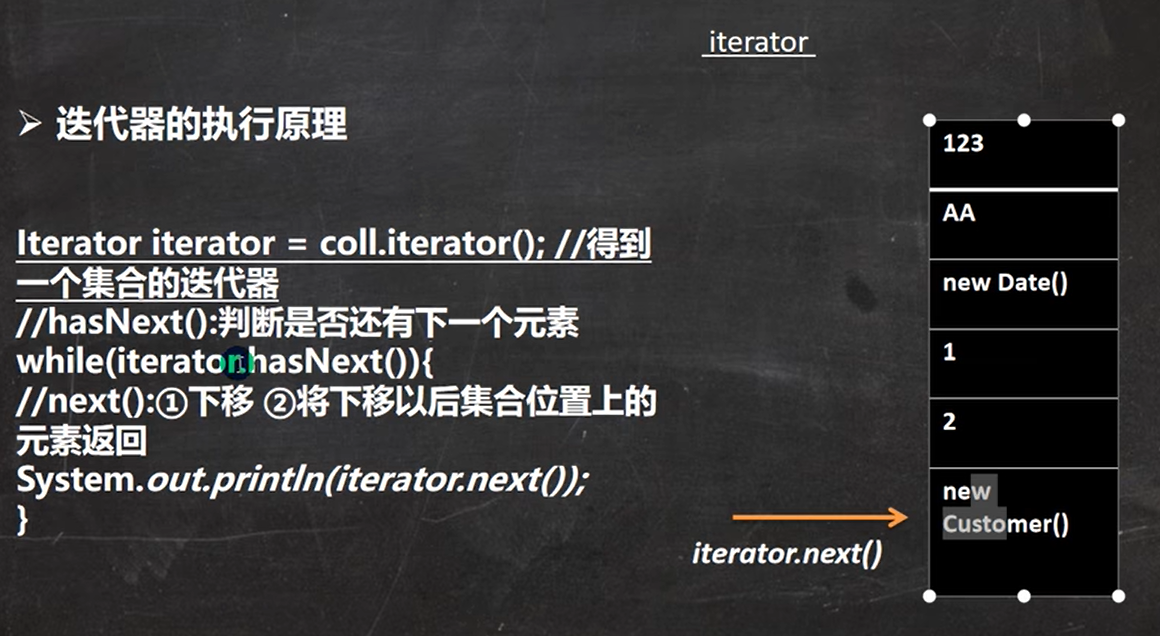 iterator
➢ 迭代器的执行原理
Iterator iterator = coll.iterator(); //得到
一个集合的迭代器
//hasNext():判断是否还有下一个元素
while(iterator.hasNext()){
//next():①下移 ②将下移以后集合位置上的
元素返回
System.out.println(iterator.next());
}
iterator.next()
123
AA
new Date()
1
2
new
Customer()